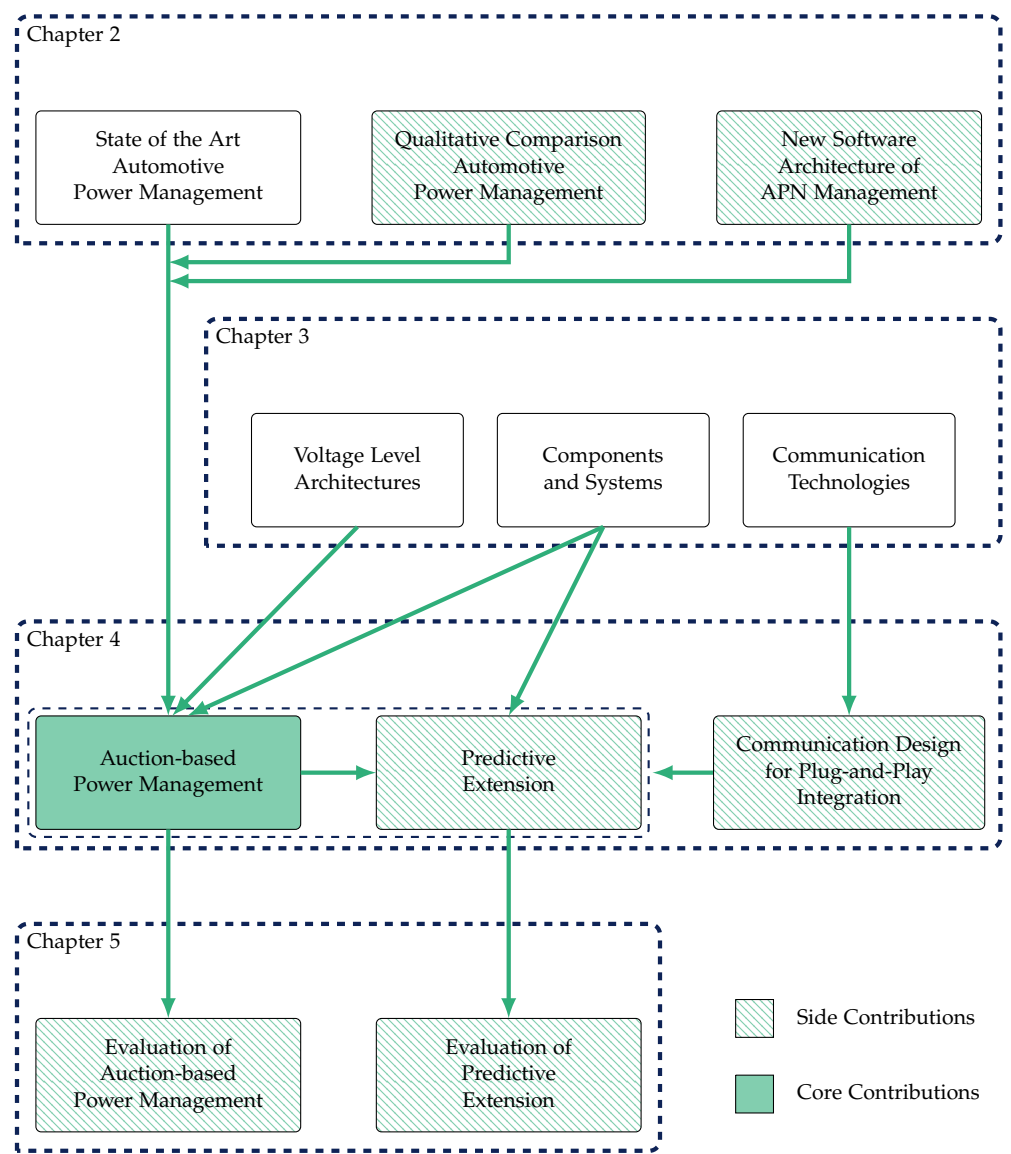 Chapter 2
State of the Art
Automotive
Power Management
Qualitative Comparison
Automotive
Power Management
New Software
Architecture of
APN Management
Chapter 3
Voltage Level
Architectures
Components
and Systems
Communication
Technologies
Chapter 4
Auction-based
Power Management
Predictive
Extension
Communication Design
for Plug-and-Play
Integration
Chapter 5
Evaluation of
Auction-based
Power Management
Evaluation of
Predictive
Extension
Side Contributions
Core Contributions